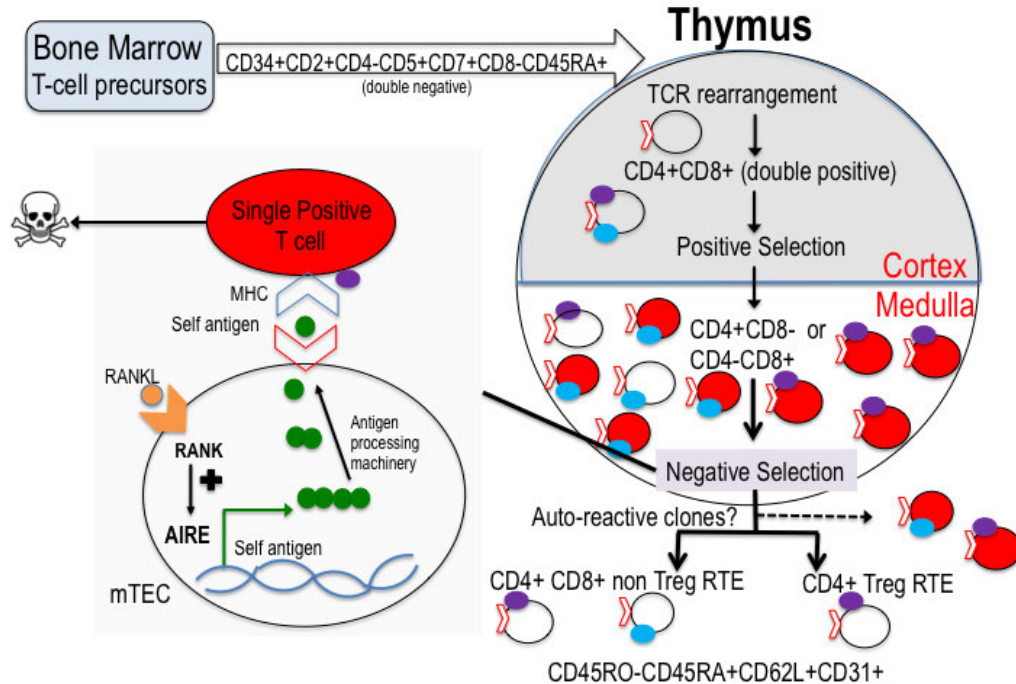 Bone Marrow
T-cell precursors
CD34+CD2+CD4-CD5+CD7+CD8-CD45RA+
(double negative)
Thymus
TCR rearrangement
CD4+CD8+ (double positive)
Positive Selection
Cortex
Medulla
CD4+CD8- or
CD4-CD8+
Negative Selection
Auto-reactive clones?
CD4+ CD8+ non Treg RTE
CD4+ Treg RTE
CD45RO-CD45RA+CD62L+CD31+
Single Positive
T cell
MHC
Self antigen
RANKL
RANK
AIRE
Antigen
processing
machinery
Self antigen
mTEC